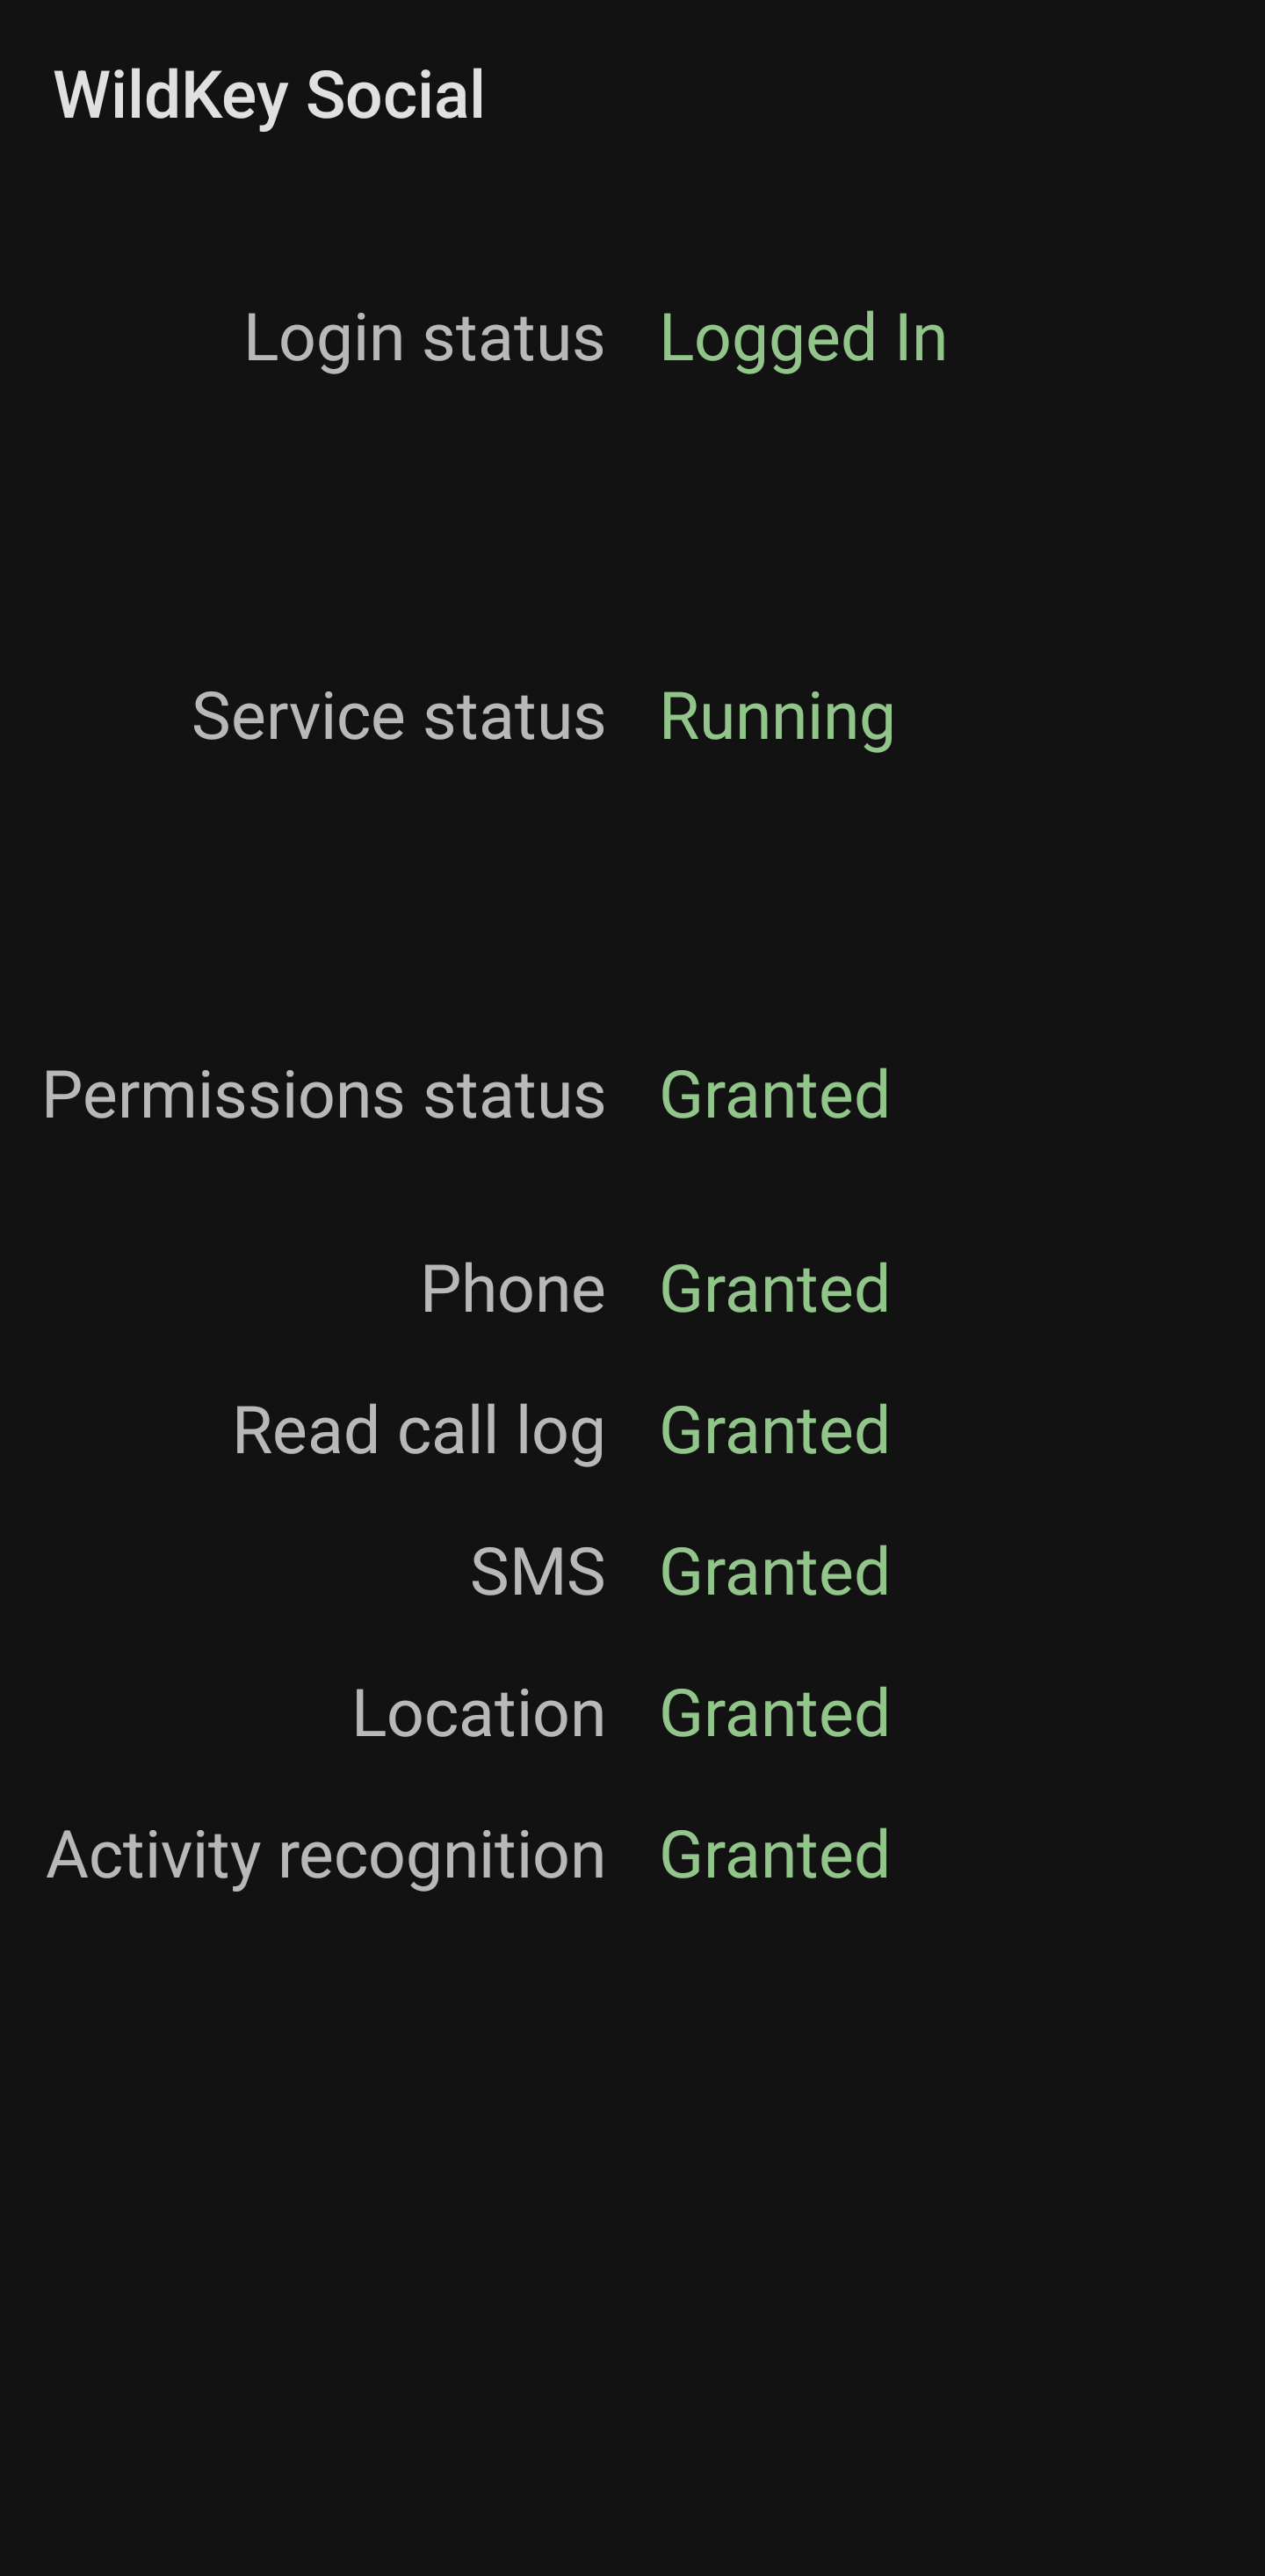 WildKey Social
Login status Logged In
Service status Running
Permissions status Granted
Phone Granted
Read call log Granted
SMS Granted
Location Granted
Activity recognition Granted